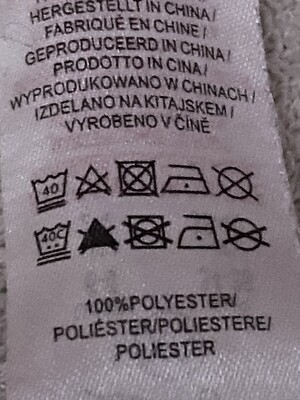 HERGESTELLT IN CHINA/
FABRIQUÉ EN CHINE/
GEPRODUCEERD IN CHINA/
PRODOTTO IN CINA/
WYPRODUKOWANO W CHINACH/
IZDELANO NA KITAJSKEM/
VYROBENO V ČÍNĚ
40
40C
100%POLYESTER/
POLIÉSTER/POLIESTERE/
POLIESTER